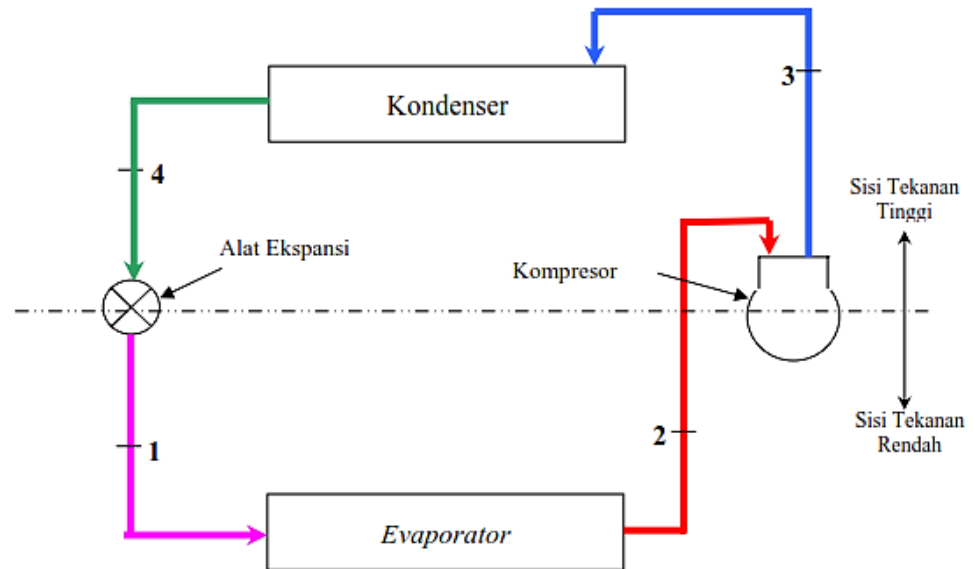 Kondenser
3
4
Sisi Tekanan
Tinggi
Alat Ekspansi
Kompresor
1
2
Sisi Tekanan
Rendah
Evaporator